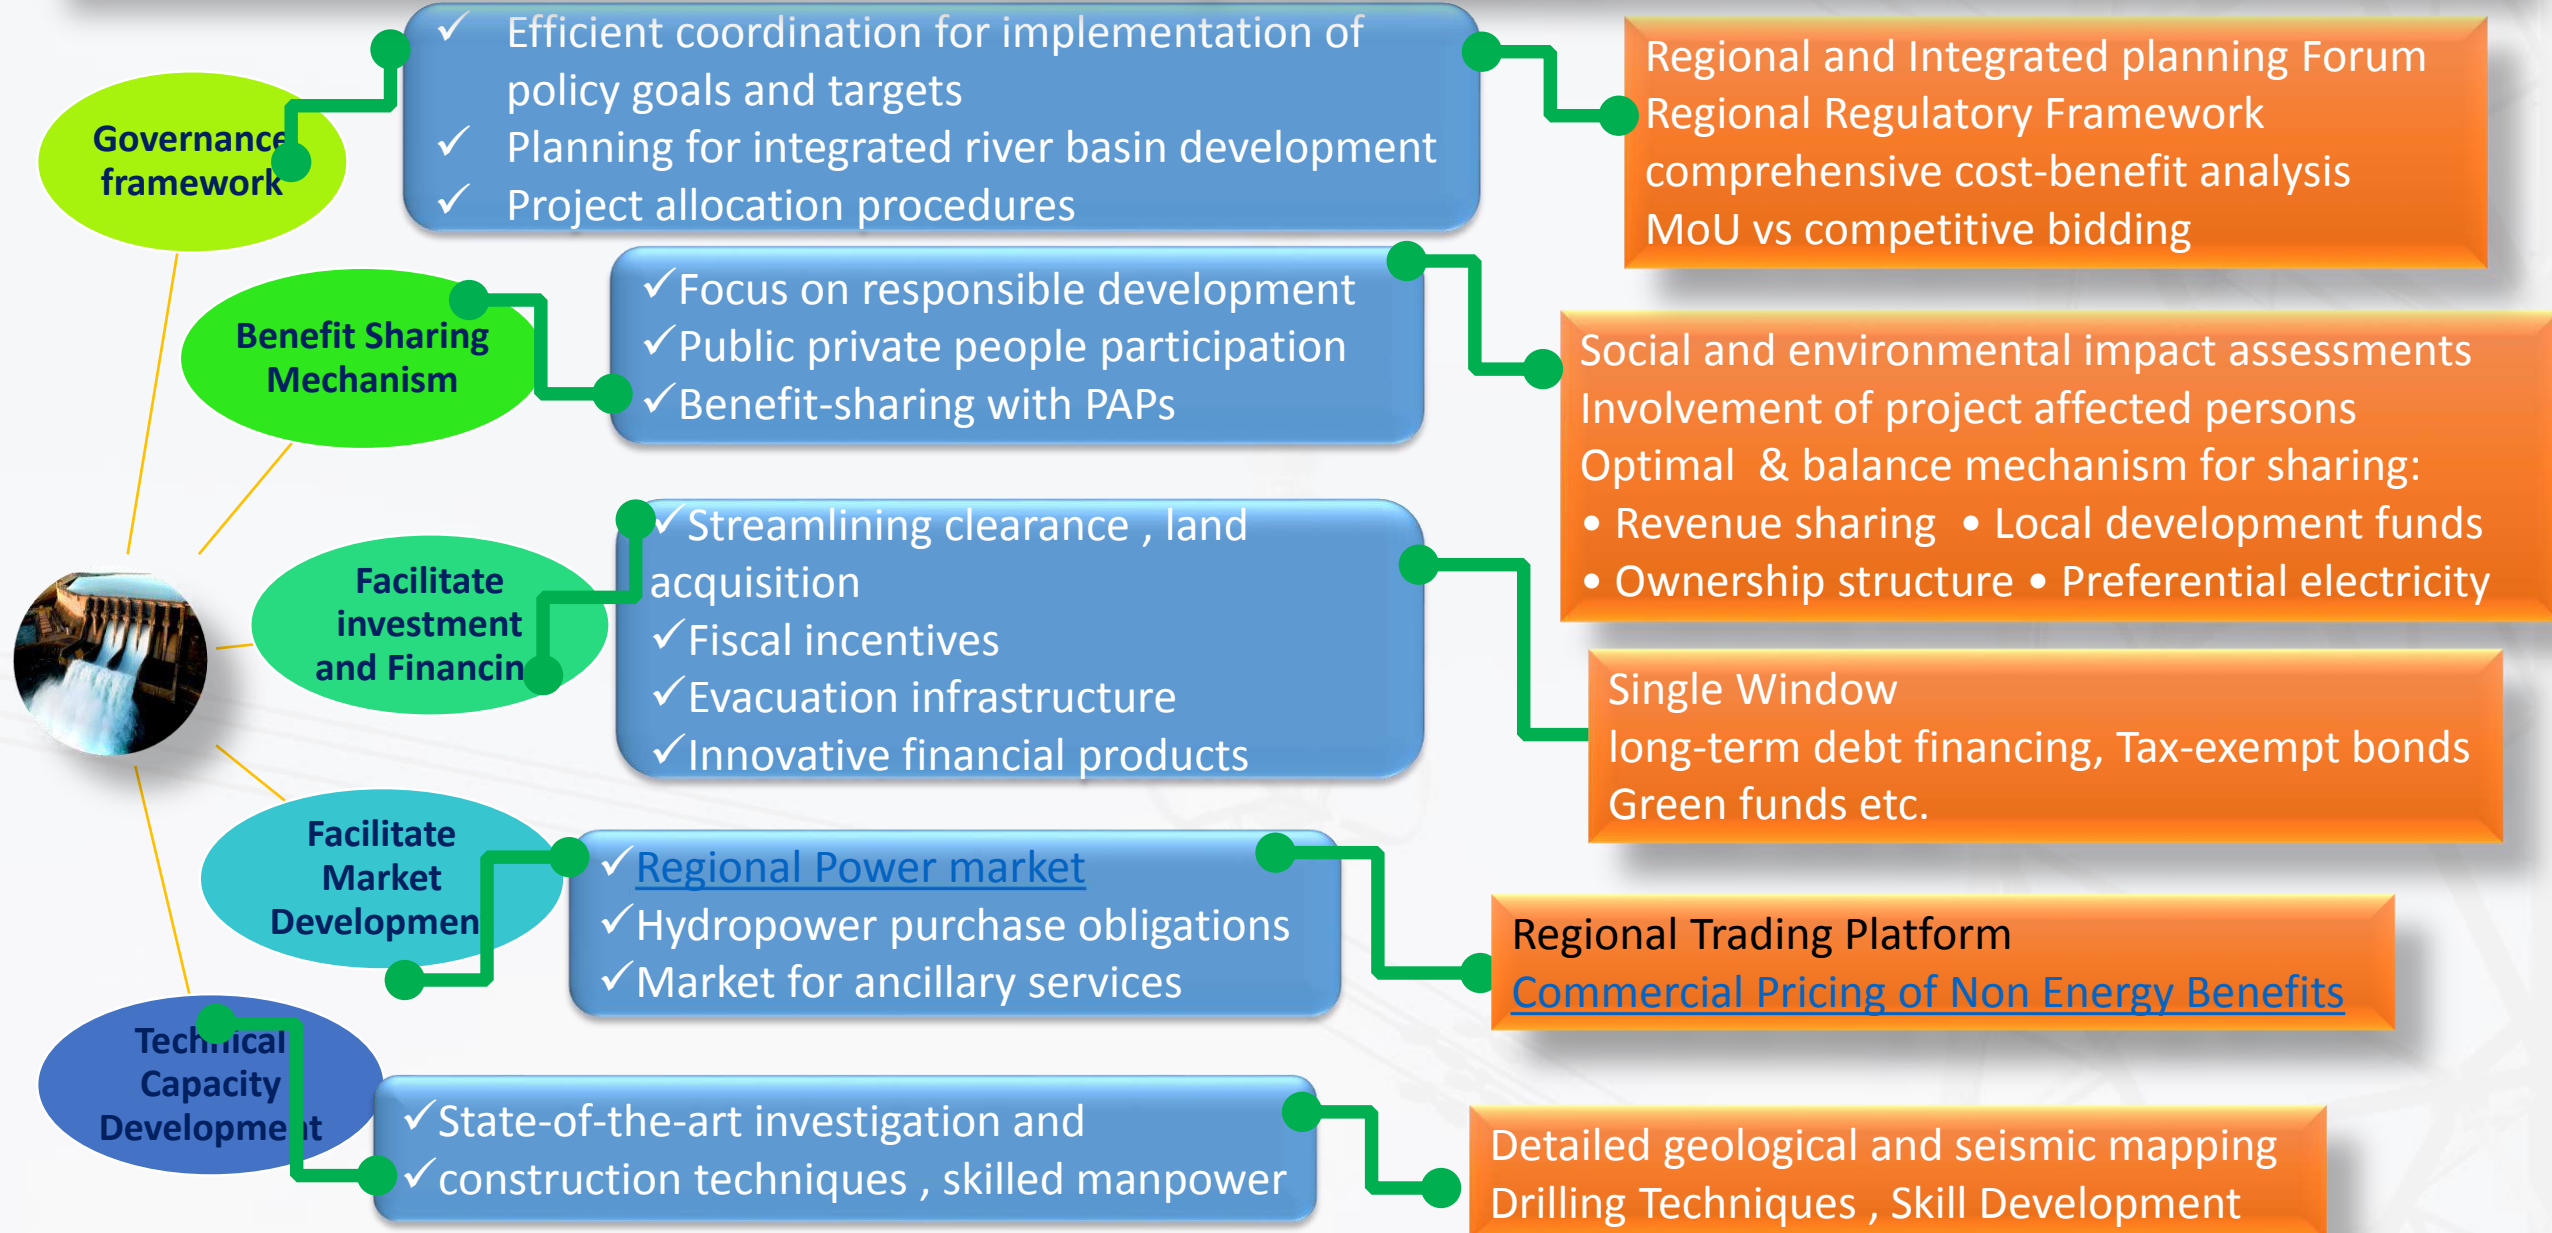 Governance
framework
✓ Efficient coordination for implementation of
policy goals and targets
✓ Planning for integrated river basin development
✓ Project allocation procedures
Regional and Integrated planning Forum
Regional Regulatory Framework
comprehensive cost-benefit analysis
MoU vs competitive bidding
Benefit Sharing
Mechanism
✓Focus on responsible development
✓Public private people participation
✓Benefit-sharing with PAPs
Social and environmental impact assessments
Involvement of project affected persons
Optimal & balance mechanism for sharing:
• Revenue sharing • Local development funds
• Ownership structure • Preferential electricity
Facilitate
investment
and Financin
✓Streamlining clearance , land
acquisition
✓Fiscal incentives
✓Evacuation infrastructure
✓Innovative financial products
Single Window
long-term debt financing, Tax-exempt bonds
Green funds etc.
Facilitate
Market
Developmen
✓Regional Power market
✓Hydropower purchase obligations
✓Market for ancillary services
Regional Trading Platform
Commercial Pricing of Non Energy Benefits
Technical
Capacity
Development
✓State-of-the-art investigation and
✓construction techniques , skilled manpower
Detailed geological and seismic mapping
Drilling Techniques , Skill Development